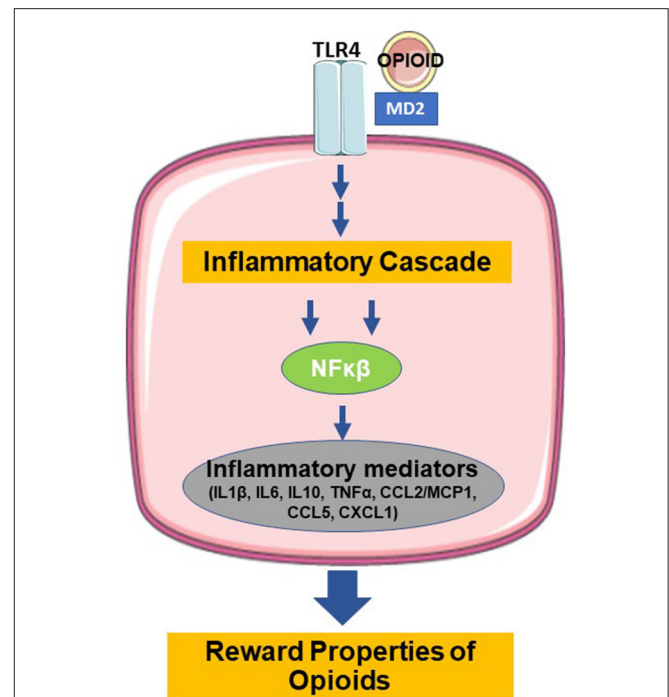 TLR4
OPIOID
MD2
Inflammatory Cascade
NFκβ
Inflammatory mediators
(IL1β, IL6, IL10, TNFα, CCL2/MCP1,
CCL5, CXCL1)
Reward Properties of
Opioids